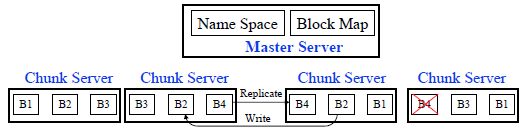 Name Space Block Map
Master Server
Chunk Server Chunk Server Chunk Server Chunk Server
B1 B2 B3 B3 B2 B4 Replicate B4 B2 B1 B4 B3 B1
Write